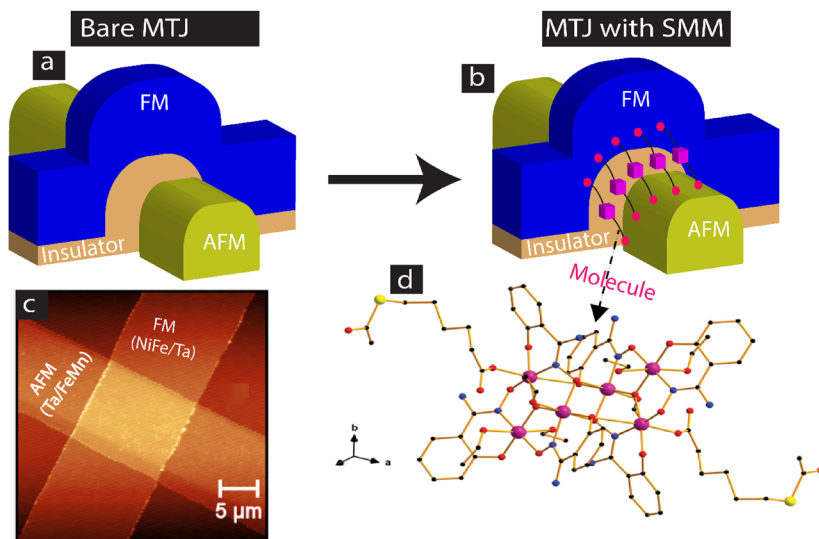 Bare MTJ
MTJ with SMM
a
FM
Insulator
AFM
b
FM
Insulator
AFM
Molecule
c
FM
(NiFe/Ta)
AFM
(Ta/FeMn)
5 µm
d
b
a